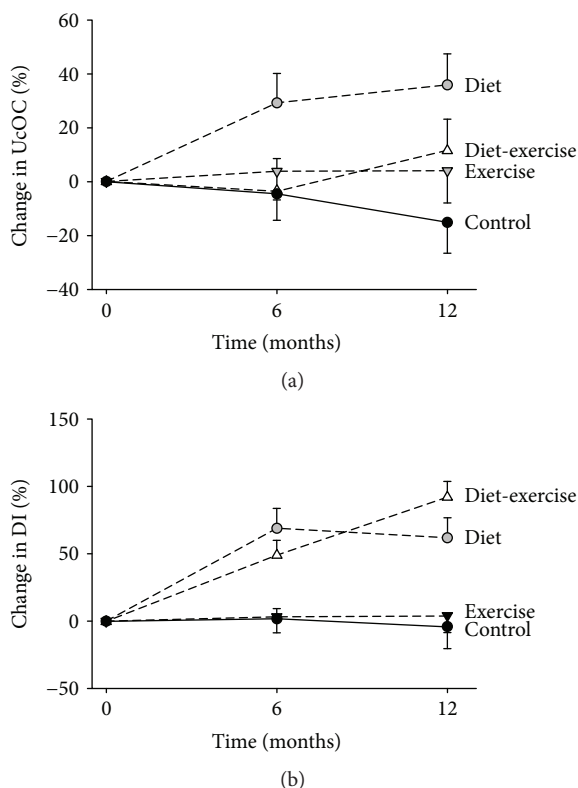 60
40
20
0
−20
−40
Change in UcOC (%)
Diet
Diet-exercise
Exercise
Control
0
6
12
Time (months)
(a)
150
100
50
0
−50
Change in DI (%)
Diet-exercise
Diet
Exercise
Control
0
6
12
Time (months)
(b)